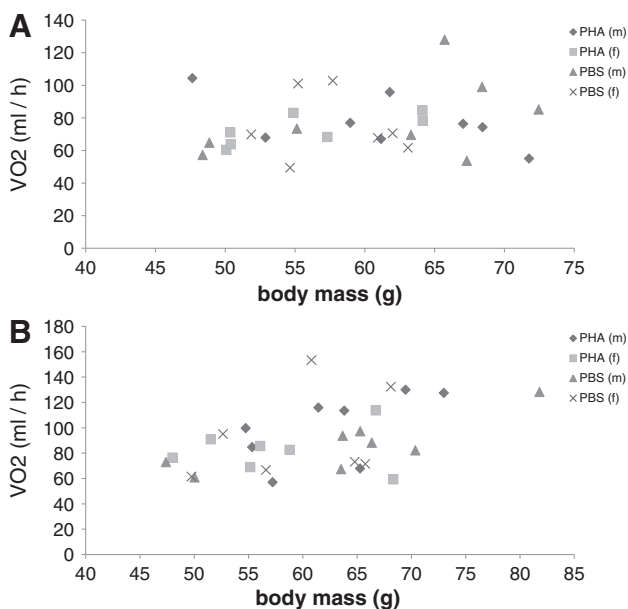 A
140
120
100
80
60
40
20
0
VO2 (ml / h)
40 45 50 55 60 65 70 75
body mass (g)
PHA (m)
PHA (f)
PBS (m)
PBS (f)
B
180
160
140
120
100
80
60
40
20
0
VO2 (ml / h)
40 45 50 55 60 65 70 75 80 85
body mass (g)
PHA (m)
PHA (f)
PBS (m)
PBS (f)